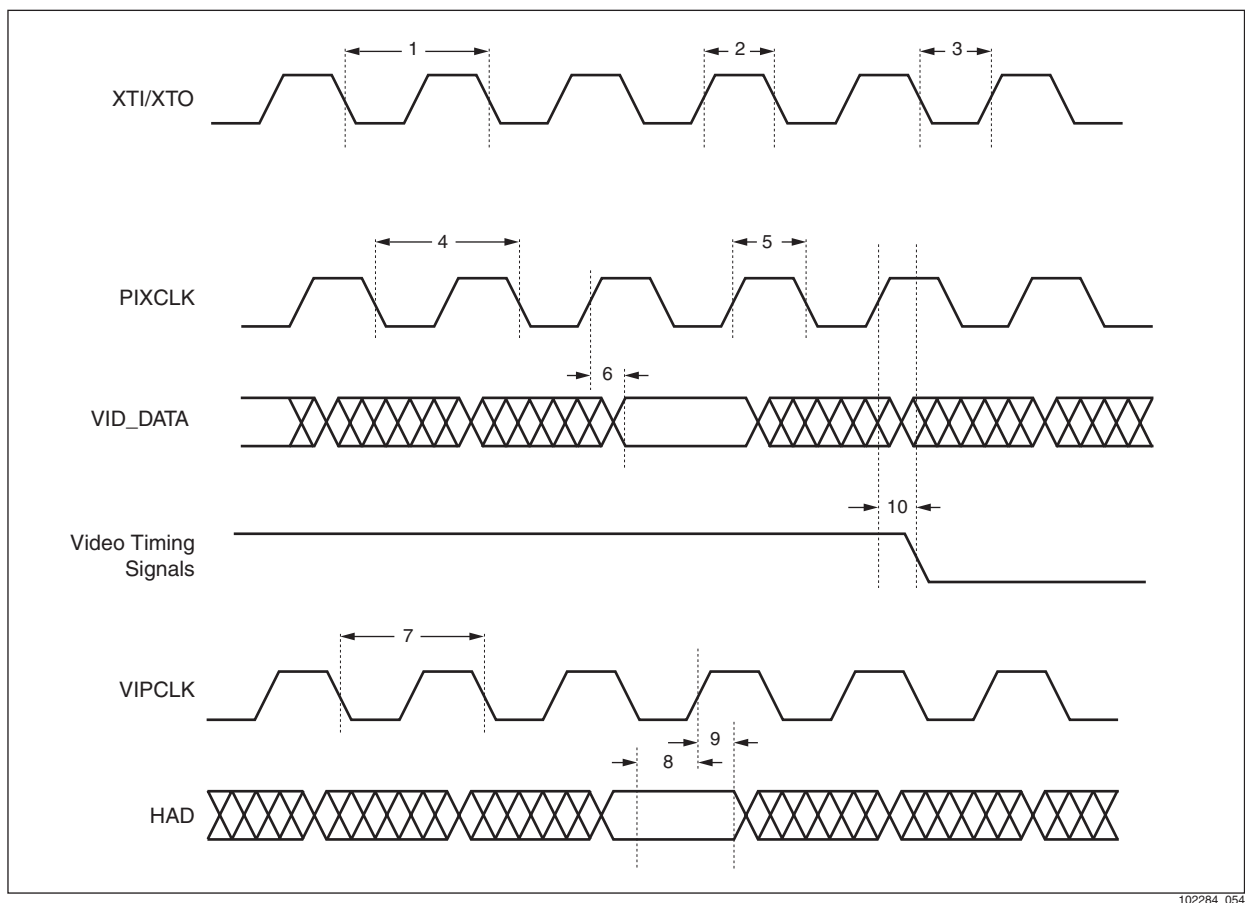 1
2
3
XTI/XTO
4
5
PIXCLK
6
VID_DATA
10
Video Timing
Signals
7
VIPCLK
9
8
HAD
102284_054